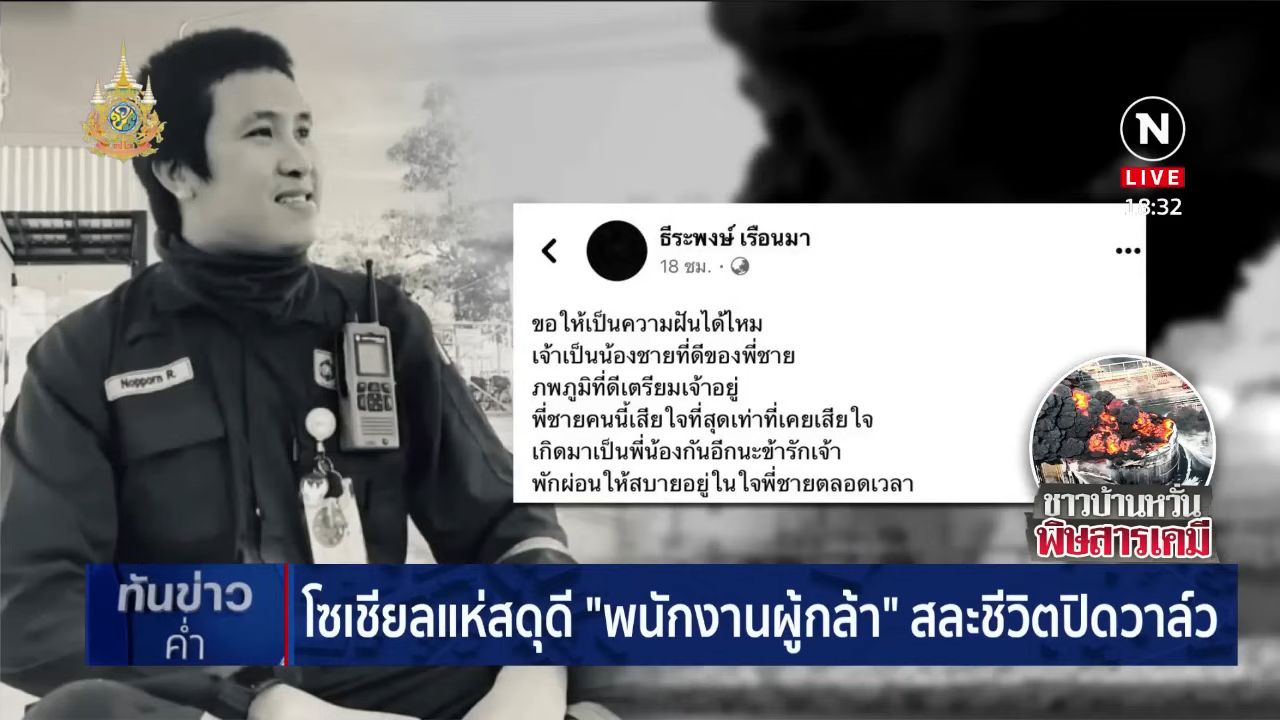 N
LIVE
18:32
Nopporn R.
ธีระพงษ์ เรือนมา
18 ชม.
ขอให้เป็นความฝันได้ไหม
เจ้าเป็นน้องชายที่ดีของพี่ชาย
ภพภูมิที่ดีเตรียมเจ้าอยู่
พี่ชายคนนี้เสียใจที่สุดเท่าที่เคยเสียใจ
เกิดมาเป็นพี่น้องกันอีกนะข้ารักเจ้า
พักผ่อนให้สบายอยู่ในใจพี่ชายตลอดเวลา
ชาวบ้านหวั่น
พิษสารเคมี
ทันข่าว
ค่ำ
โซเชียลแห่สดุดี "พนักงานผู้กล้า" สละชีวิตปิดวาล์ว